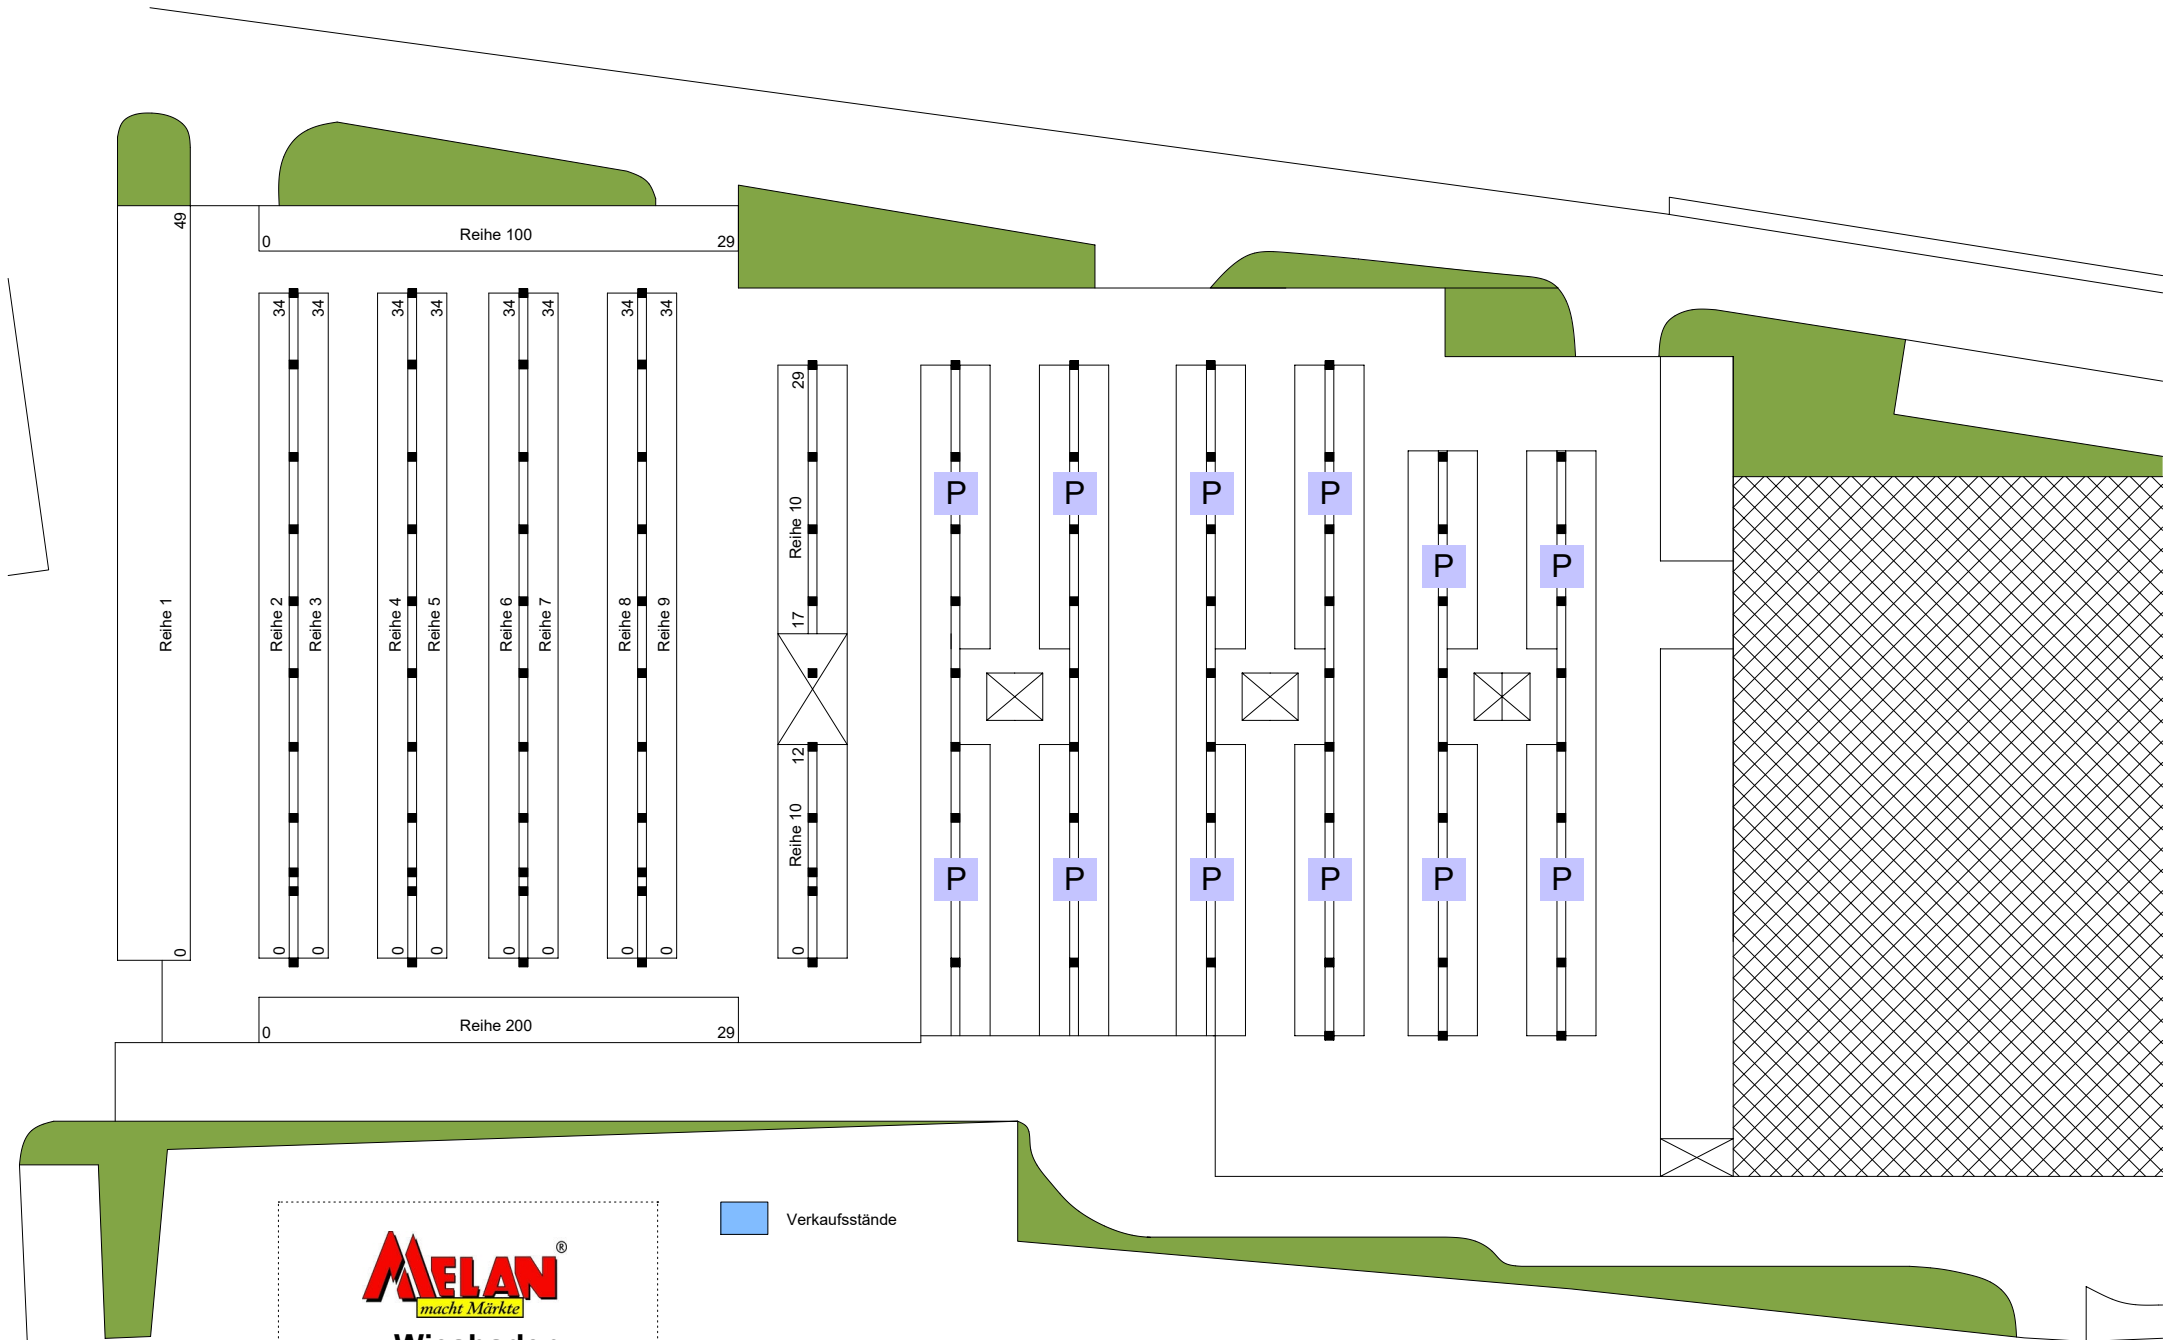 49
0
Reihe 100
29
34
34
34
34
34
34
34
34
29
Reihe 10
P
P
P
P
P
P
Reihe 1
Reihe 2
Reihe 3
Reihe 4
Reihe 5
Reihe 6
Reihe 7
Reihe 8
Reihe 9
17
12
Reihe 10
P
P
P
P
P
P
0
0
0
0
0
0
0
0
0
0
0
Reihe 200
29
Verkaufsstände
MELAN®
macht Märkte